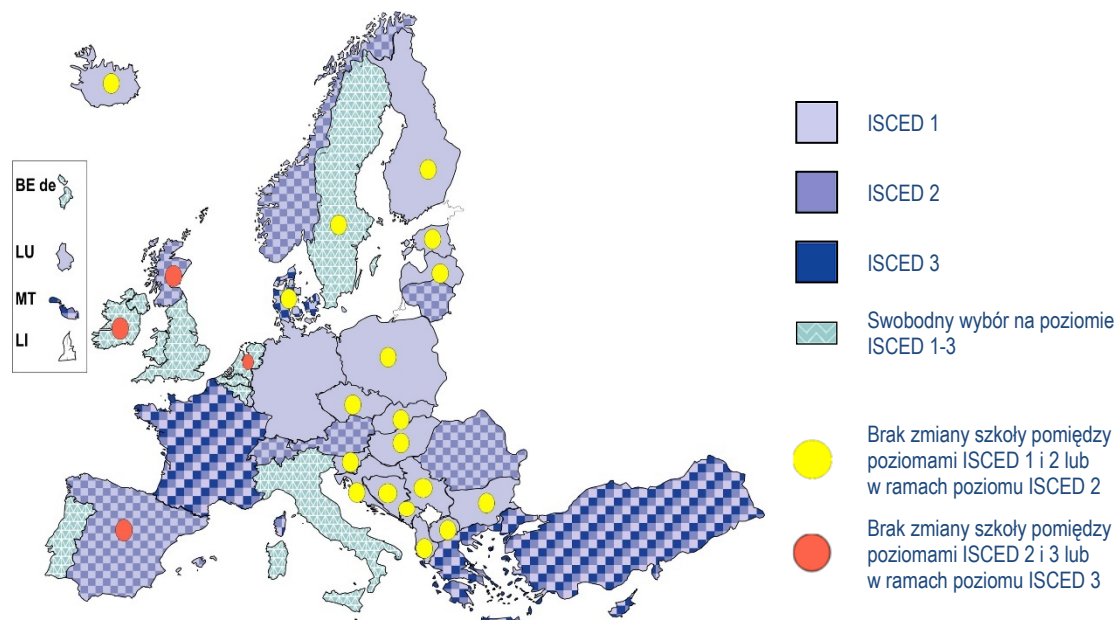 BE de
LU
MT
LI
ISCED 1
ISCED 2
ISCED 3
Swobodny wybór na poziomie
ISCED 1-3
Brak zmiany szkoły pomiędzy
poziomami ISCED 1 i 2 lub
w ramach poziomu ISCED 2
Brak zmiany szkoły pomiędzy
poziomami ISCED 2 i 3 lub
w ramach poziomu ISCED 3